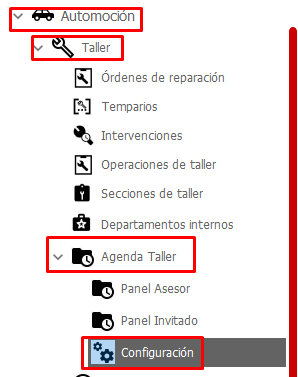 Automoción
Taller
Órdenes de reparación
Temparios
Intervenciones
Operaciones de taller
Secciones de taller
Departamentos internos
Agenda Taller
Panel Asesor
Panel Invitado
Configuración